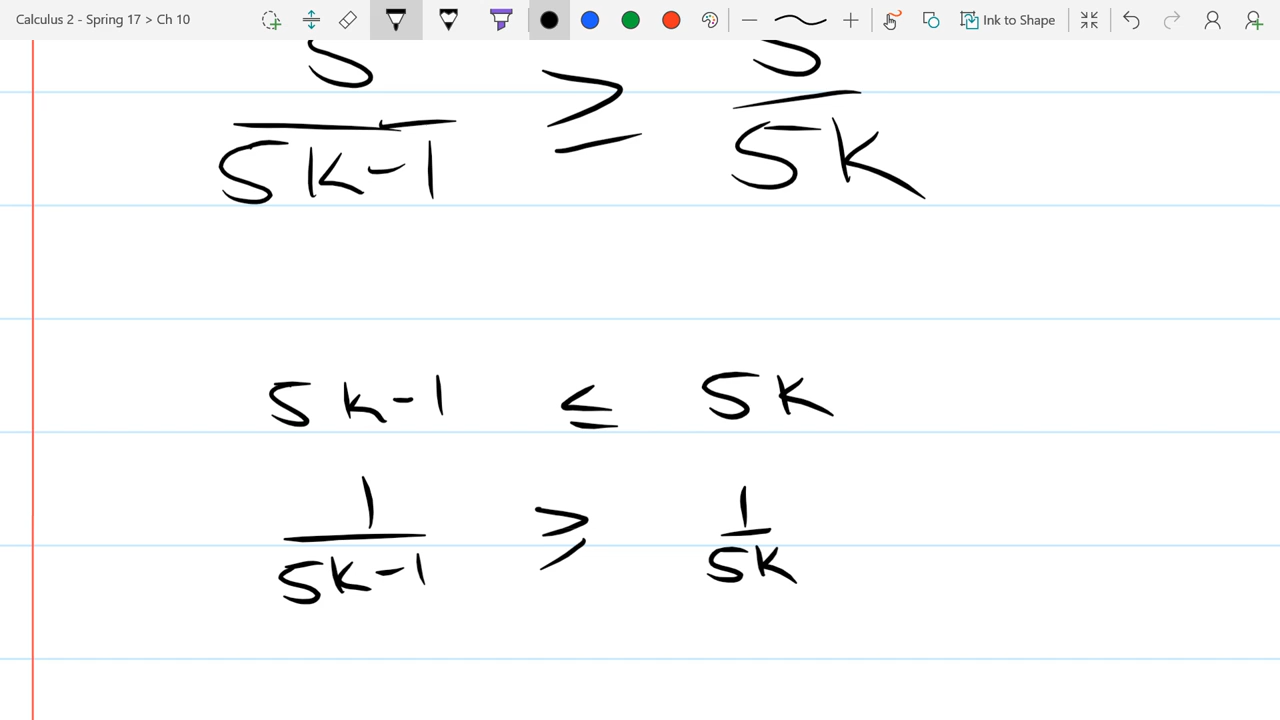 Calculus 2 - Spring 17 > Ch 10
Ink to Shape
5/(5k-1) ≥ 5/(5k)
5k-1 ≤ 5k
1/(5k-1) ≥ 1/(5k)